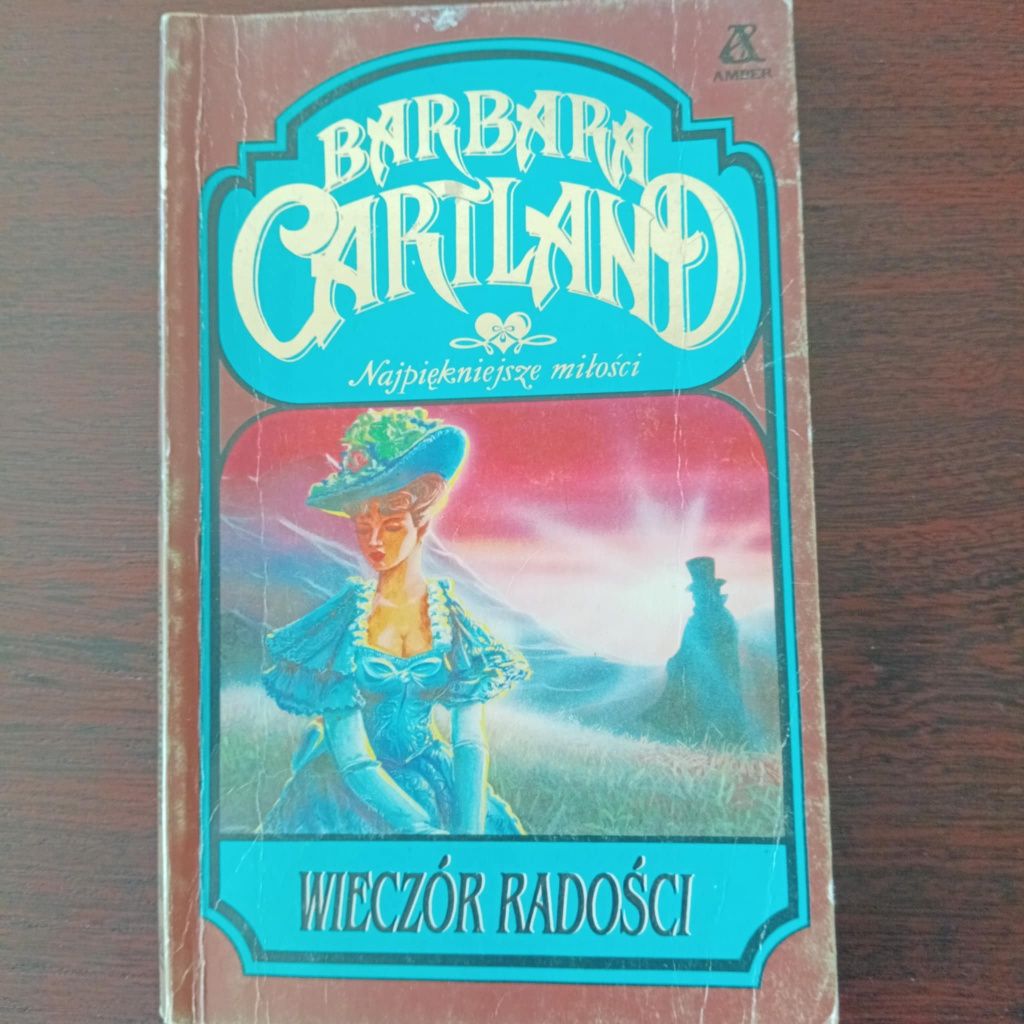 AMBER
BARBARA
CARTLAND
Najpiękniejsze miłości
WIECZÓR RADOŚCI